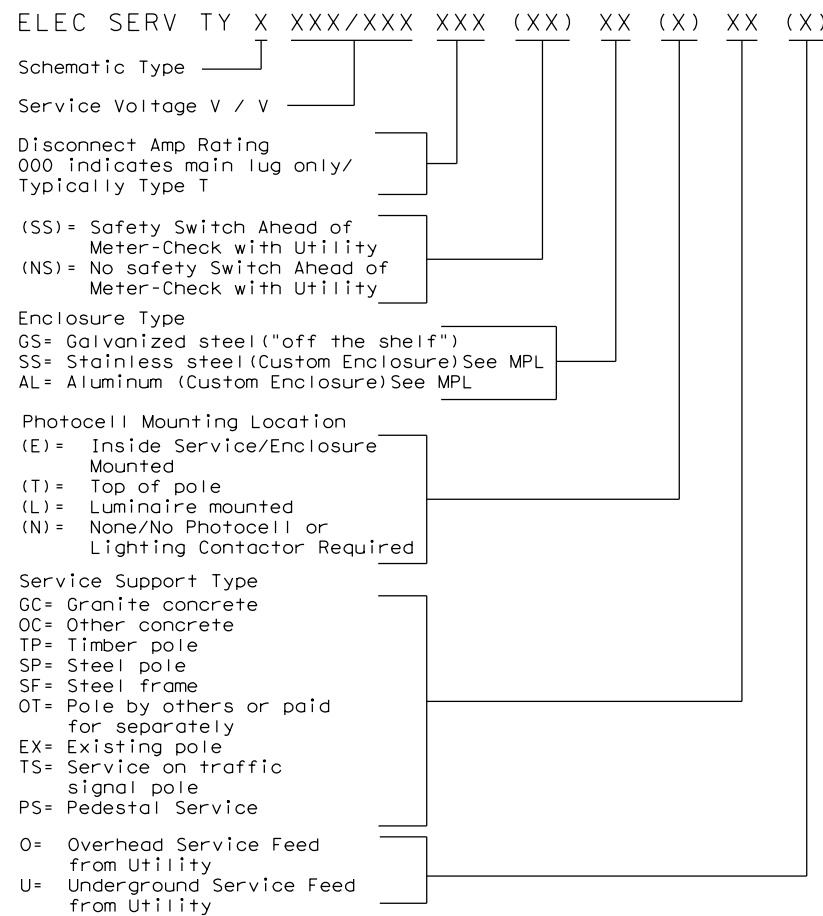 ELEC SERV TY X XXX/XXX XXX (XX) XX (X) XX (X)
Schematic Type
Service Voltage V / V
Disconnect Amp Rating
000 indicates main lug only/
Typically Type T
(SS)= Safety Switch Ahead of
Meter-Check with Utility
(NS)= No safety Switch Ahead of
Meter-Check with Utility
Enclosure Type
GS= Galvanized steel("off the shelf")
SS= Stainless steel(Custom Enclosure)See MPL
AL= Aluminum (Custom Enclosure)See MPL
Photocell Mounting Location
(E)= Inside Service/Enclosure
Mounted
(T)= Top of pole
(L)= Luminaire mounted
(N)= None/No Photocell or
Lighting Contactor Required
Service Support Type
GC= Granite concrete
OC= Other concrete
TP= Timber pole
SP= Steel pole
SF= Steel frame
OT= Pole by others or paid
for separately
EX= Existing pole
TS= Service on traffic
signal pole
PS= Pedestal Service
O= Overhead Service Feed
from Utility
U= Underground Service Feed
from Utility